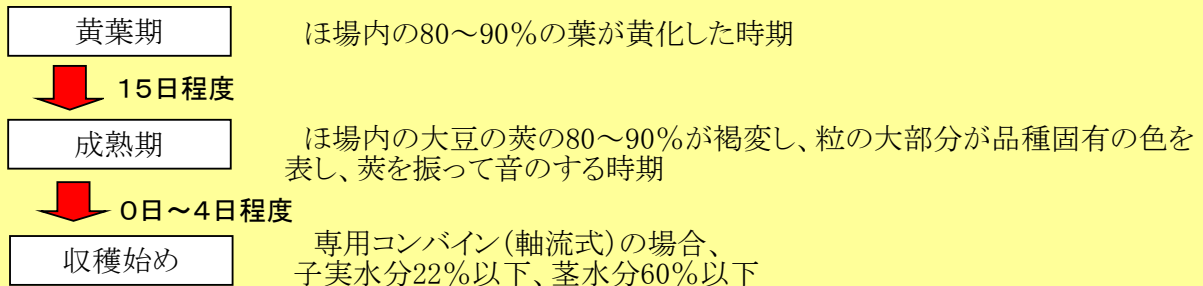 黄葉期
ほ場内の80～90％の葉が黄化した時期
15日程度
成熟期
ほ場内の大豆の莢の80～90％が褐変し、粒の大部分が品種固有の色を
表し、莢を振って音のする時期
0日～4日程度
収穫始め
専用コンバイン（軸流式）の場合、
子実水分22％以下、茎水分60％以下